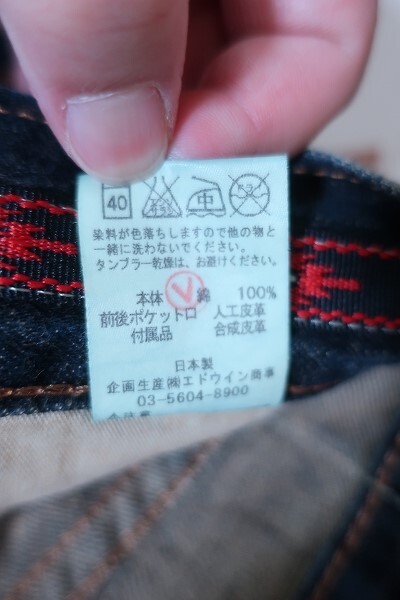 40
中
染料が色落ちしますので他の物と
一緒に洗わないでください。
タンブラー乾燥は、お避けください。
本体 綿 100%
前後ポケット口 人工皮革
付属品 合成皮革
日本製
企画生産㈱エドウイン商事
03-5604-8900